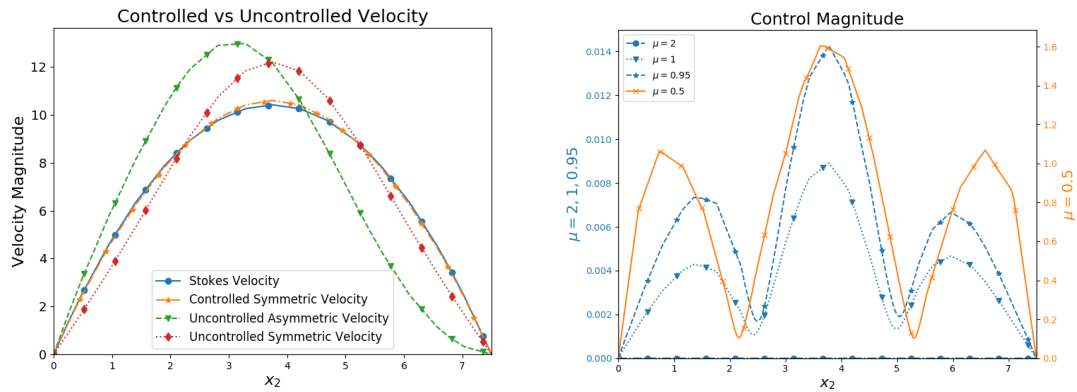 Controlled vs Uncontrolled Velocity
Velocity Magnitude
12
10
8
6
4
2
0
Stokes Velocity
Controlled Symmetric Velocity
Uncontrolled Asymmetric Velocity
Uncontrolled Symmetric Velocity
0 1 2 3 4 5 6 7
x₂
Control Magnitude
μ = 2, 1, 0.95
0.014
0.012
0.010
0.008
0.006
0.004
0.002
0.000
μ = 2
μ = 1
μ = 0.95
μ = 0.5
1.6
1.4
1.2
1.0
0.8
0.6
0.4
0.2
0.0
μ = 0.5
0 1 2 3 4 5 6 7
x₂